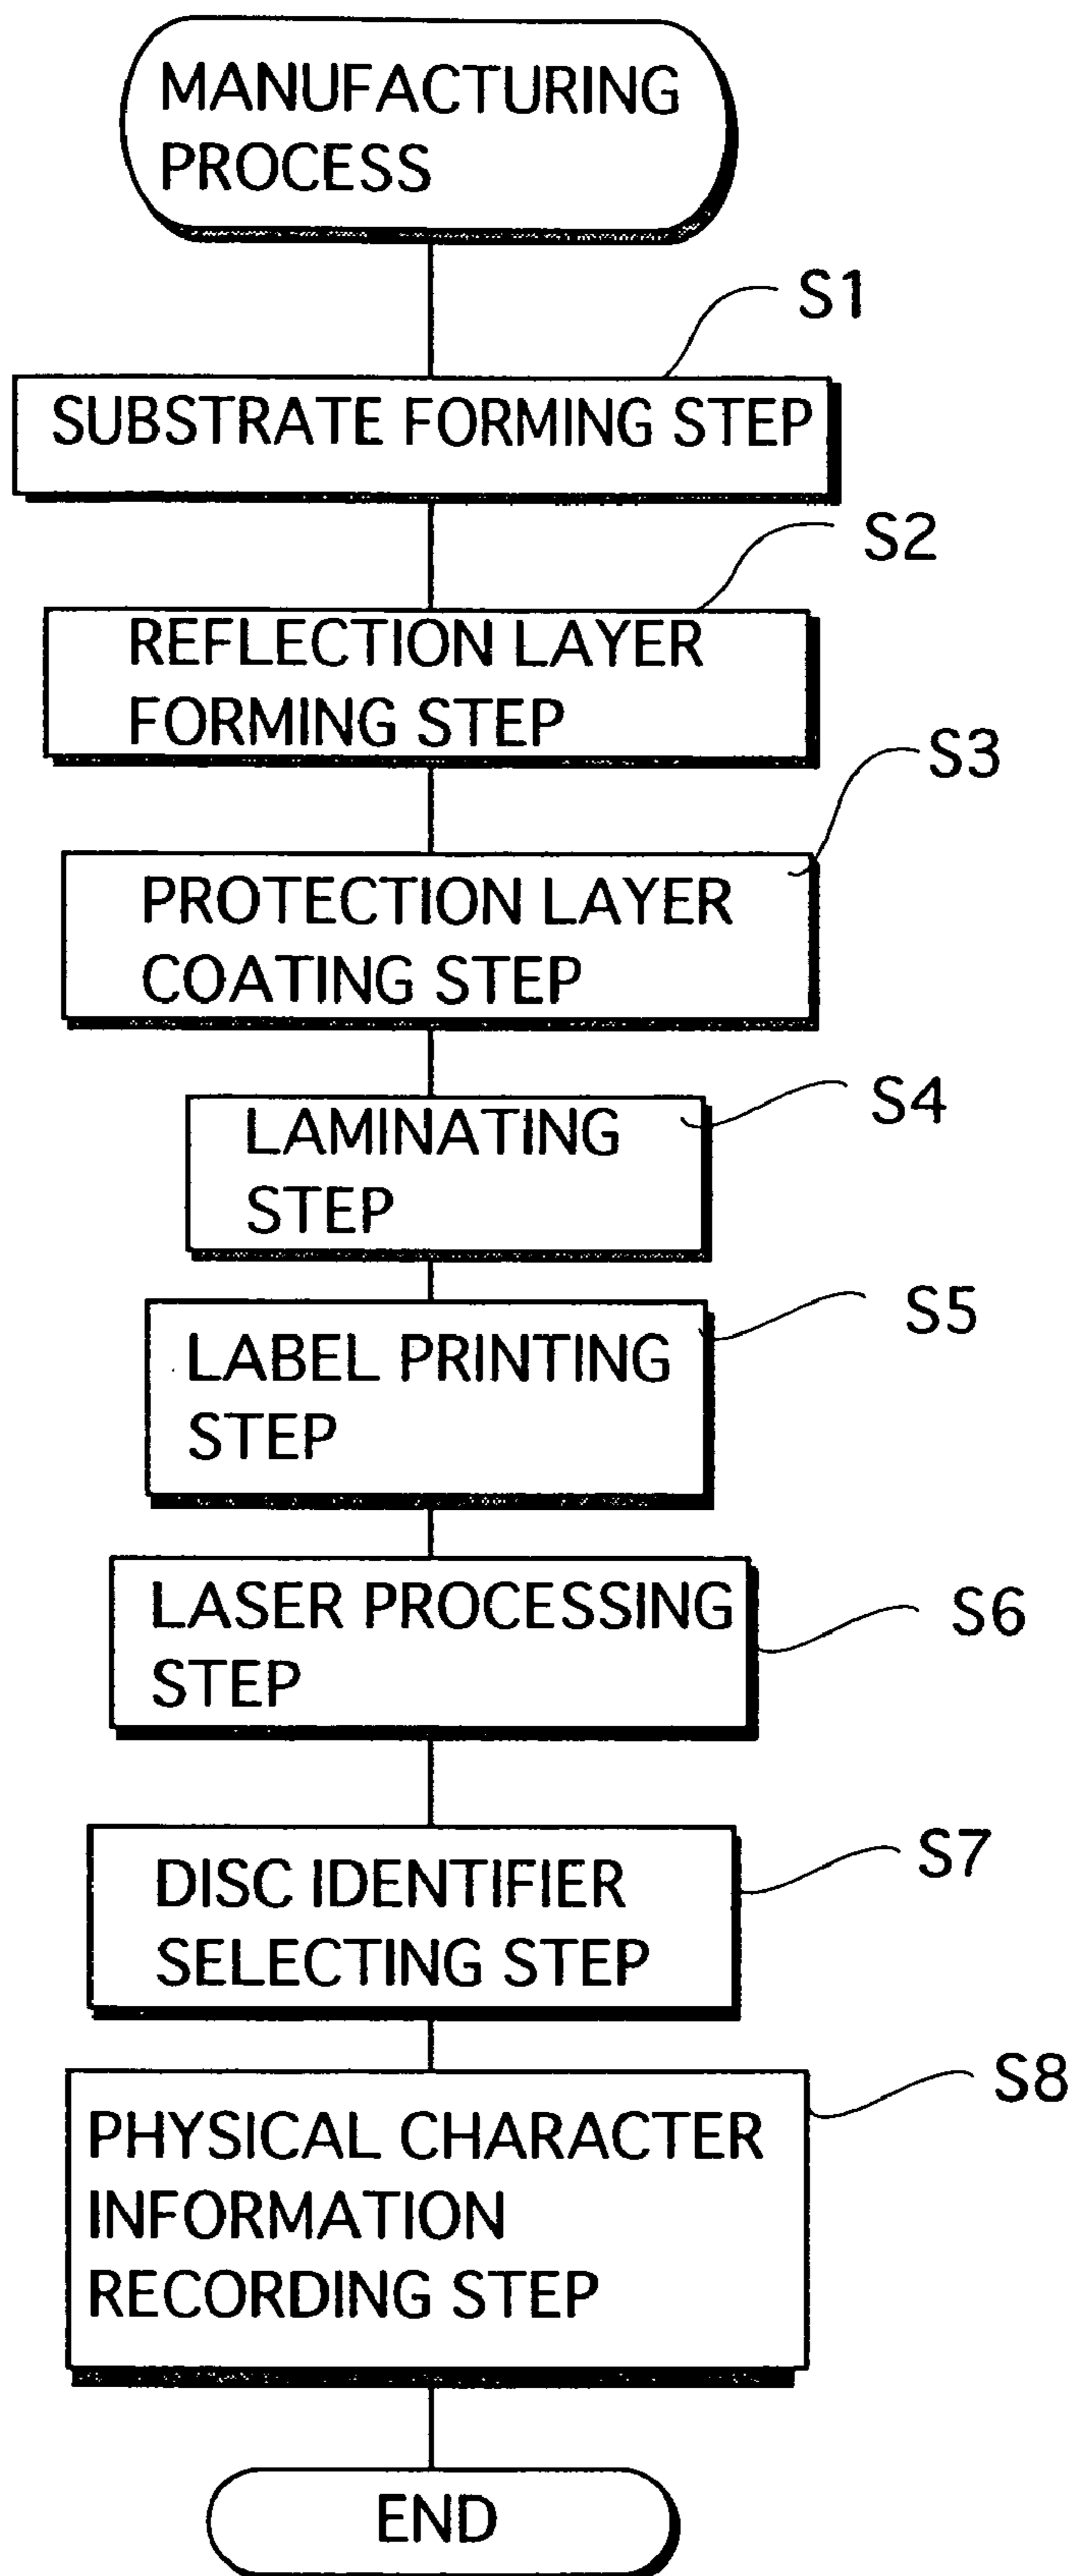 MANUFACTURING
PROCESS
S1
SUBSTRATE FORMING STEP
S2
REFLECTION LAYER
FORMING STEP
S3
PROTECTION LAYER
COATING STEP
S4
LAMINATING
STEP
S5
LABEL PRINTING
STEP
S6
LASER PROCESSING
STEP
S7
DISC IDENTIFIER
SELECTING STEP
S8
PHYSICAL CHARACTER
INFORMATION
RECORDING STEP
END